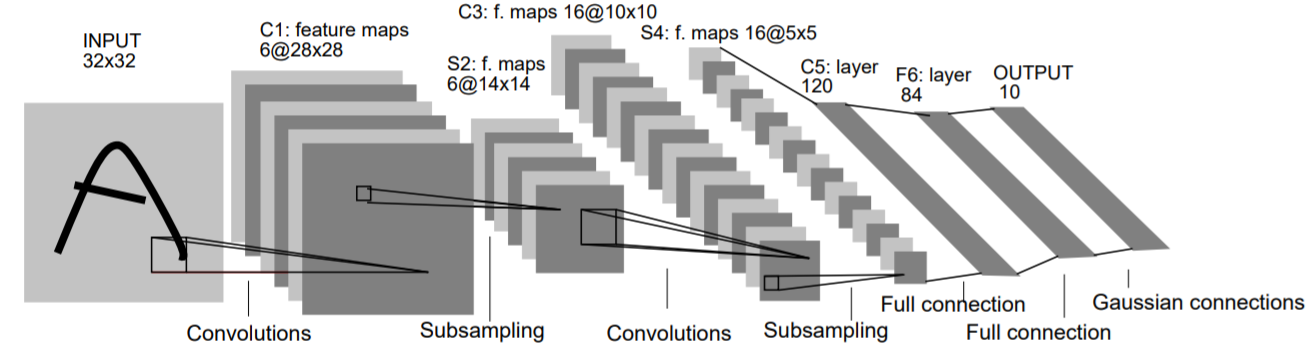 INPUT
32x32
C1: feature maps
6@28x28
S2: f. maps
6@14x14
C3: f. maps 16@10x10
S4: f. maps 16@5x5
C5: layer
120
F6: layer
84
OUTPUT
10
Convolutions
Subsampling
Convolutions
Subsampling
Full connection
Full connection
Gaussian connections